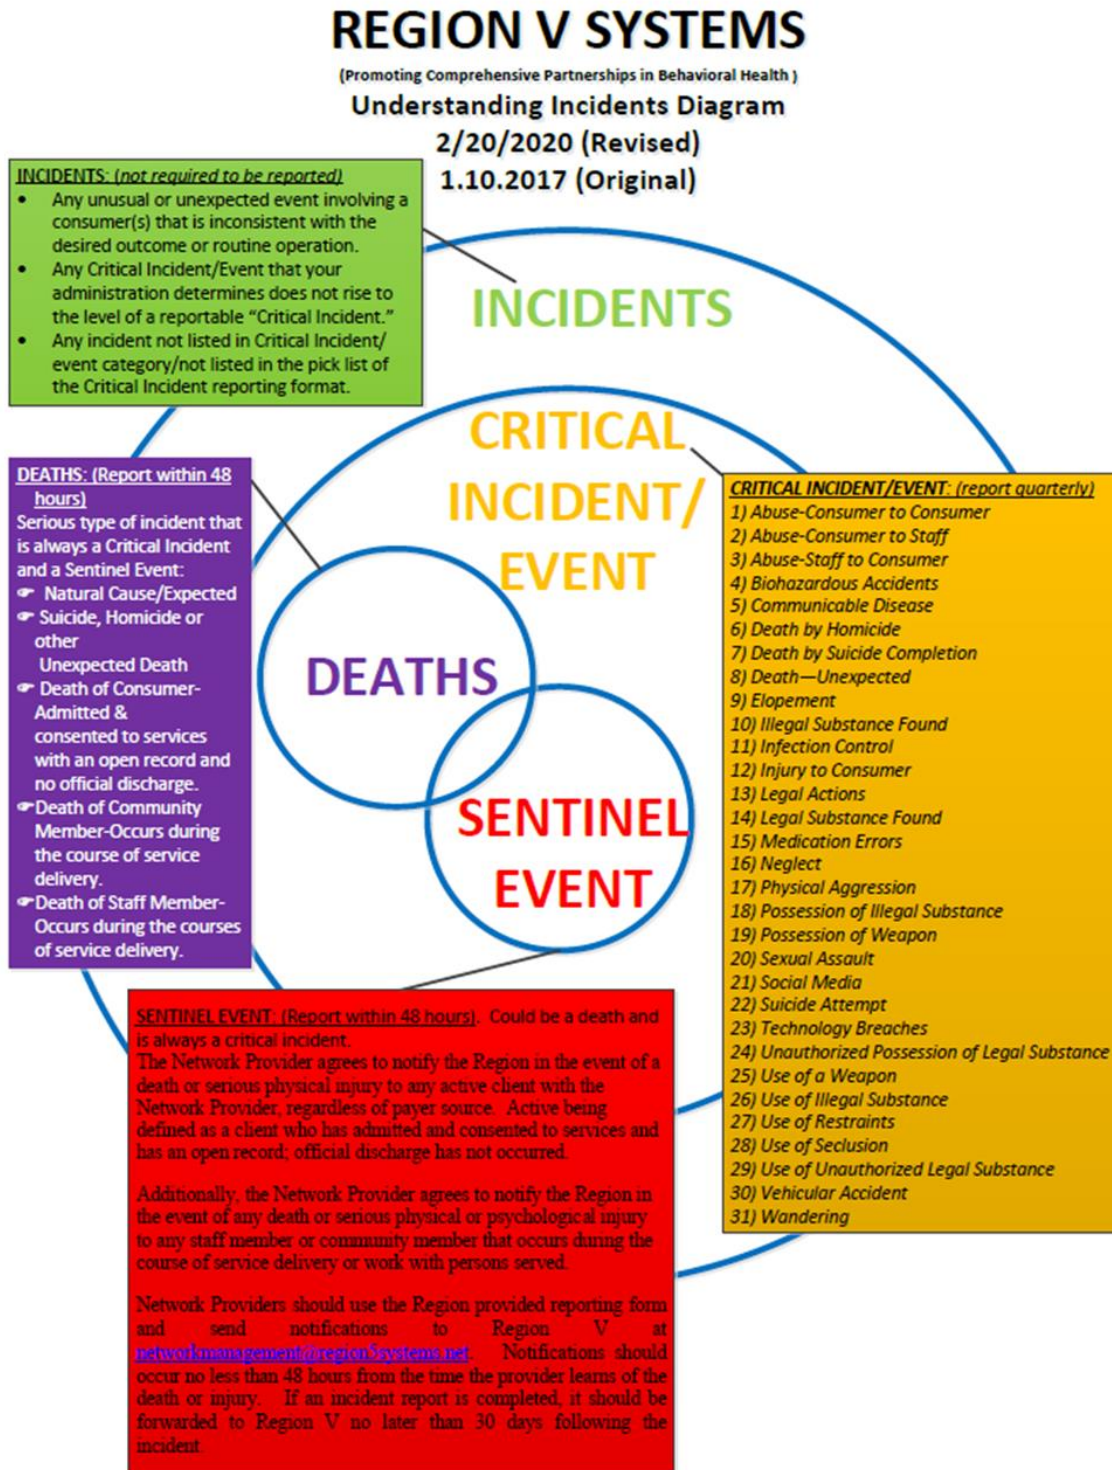 REGION V SYSTEMS
(Promoting Comprehensive Partnerships in Behavioral Health )
Understanding Incidents Diagram
2/20/2020 (Revised)
1.10.2017 (Original)
INCIDENTS: (not required to be reported)
• Any unusual or unexpected event involving a
consumer(s) that is inconsistent with the
desired outcome or routine operation.
• Any Critical Incident/Event that your
administration determines does not rise to
the level of a reportable “Critical Incident.”
• Any incident not listed in Critical Incident/
event category/not listed in the pick list of
the Critical Incident reporting format.
INCIDENTS
CRITICAL
INCIDENT/
EVENT
DEATHS: (Report within 48
hours)
Serious type of incident that
is always a Critical Incident
and a Sentinel Event:
☞ Natural Cause/Expected
☞ Suicide, Homicide or
other
Unexpected Death
☞ Death of Consumer-
Admitted &
consented to services
with an open record and
no official discharge.
☞Death of Community
Member-Occurs during
the course of service
delivery.
☞Death of Staff Member-
Occurs during the courses
of service delivery.
DEATHS
SENTINEL
EVENT
CRITICAL INCIDENT/EVENT: (report quarterly)
1) Abuse-Consumer to Consumer
2) Abuse-Consumer to Staff
3) Abuse-Staff to Consumer
4) Biohazardous Accidents
5) Communicable Disease
6) Death by Homicide
7) Death by Suicide Completion
8) Death—Unexpected
9) Elopement
10) Illegal Substance Found
11) Infection Control
12) Injury to Consumer
13) Legal Actions
14) Legal Substance Found
15) Medication Errors
16) Neglect
17) Physical Aggression
18) Possession of Illegal Substance
19) Possession of Weapon
20) Sexual Assault
21) Social Media
22) Suicide Attempt
23) Technology Breaches
24) Unauthorized Possession of Legal Substance
25) Use of a Weapon
26) Use of Illegal Substance
27) Use of Restraints
28) Use of Seclusion
29) Use of Unauthorized Legal Substance
30) Vehicular Accident
31) Wandering
SENTINEL EVENT: (Report within 48 hours). Could be a death and
is always a critical incident.
The Network Provider agrees to notify the Region in the event of a
death or serious physical injury to any active client with the
Network Provider, regardless of payer source. Active being
defined as a client who has admitted and consented to services and
has an open record; official discharge has not occurred.
Additionally, the Network Provider agrees to notify the Region in
the event of any death or serious physical or psychological injury
to any staff member or community member that occurs during the
course of service delivery or work with persons served.
Network Providers should use the Region provided reporting form
and send notifications to Region V at
networkmanagement@region5systems.net. Notifications should
occur no less than 48 hours from the time the provider learns of the
death or injury. If an incident report is completed, it should be
forwarded to Region V no later than 30 days following the
incident.